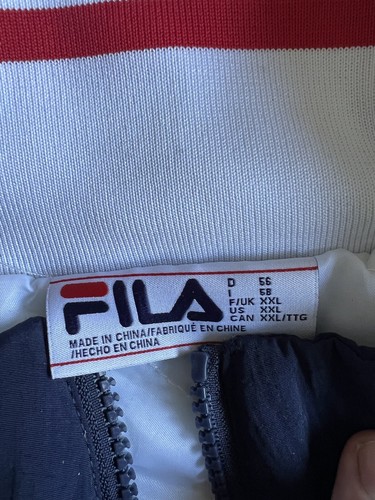 FILA
D 56
I 58
F/UK XXL
US XXL
CAN XXL/TTG
MADE IN CHINA/FABRIQUÉ EN CHINE
/HECHO EN CHINA